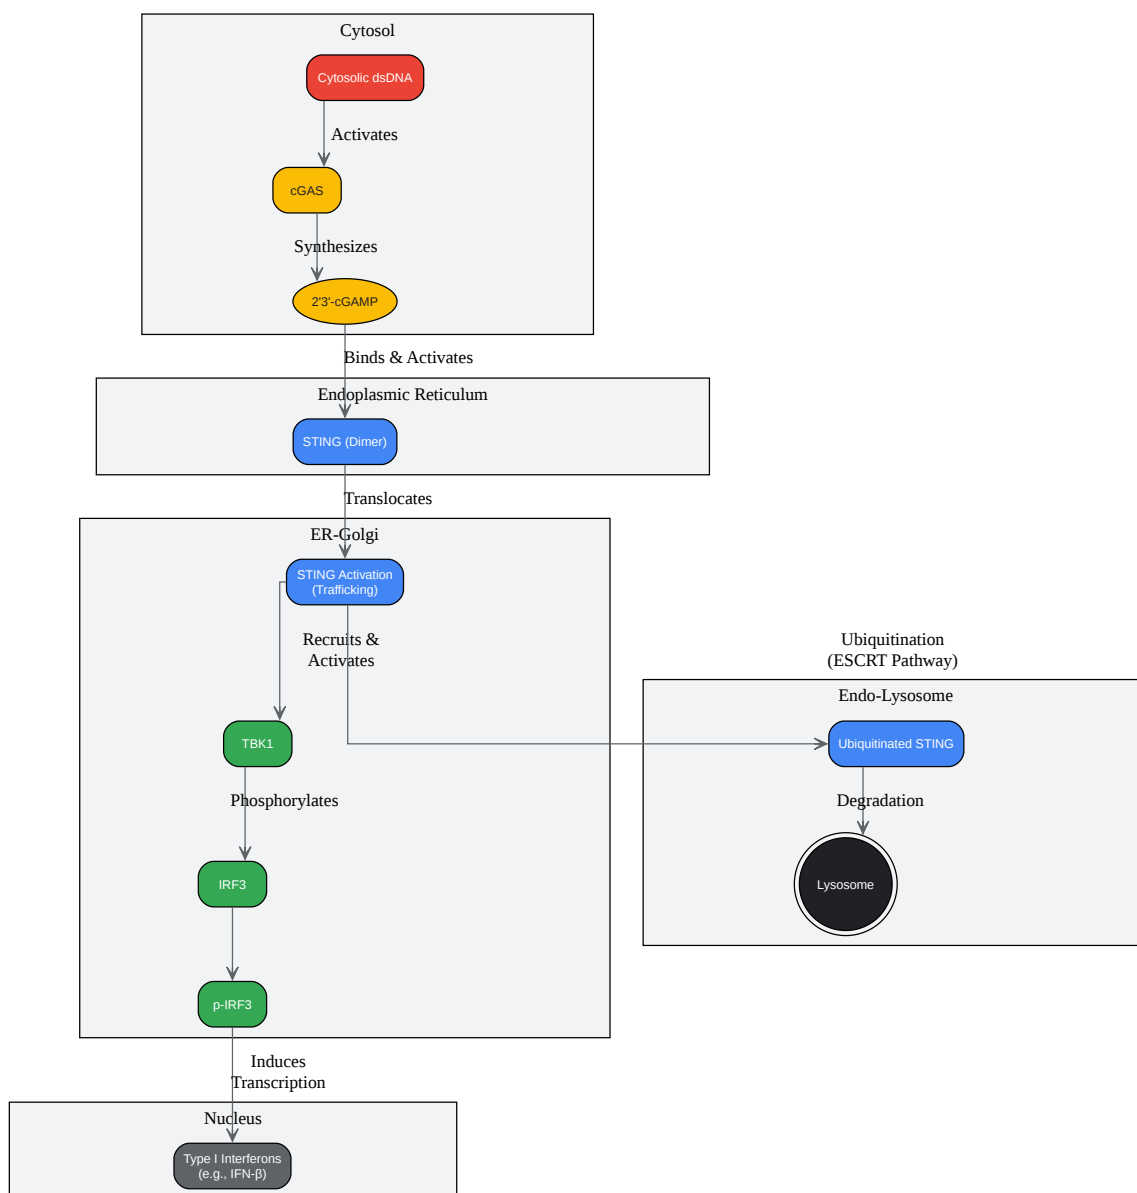 Cytosol
Cytosolic dsDNA
Activates
cGAS
Synthesizes
2'3'-cGAMP
Binds & Activates
Endoplasmic Reticulum
STING (Dimer)
Translocates
ER-Golgi
STING Activation
(Trafficking)
Recruits &
Activates
Ubiquitination
(ESCRT Pathway)
Endo-Lysosome
TBK1
Ubiquitinated STING
Phosphorylates
Degradation
IRF3
Lysosome
p-IRF3
Induces
Transcription
Nucleus
Type I Interferons
(e.g., IFN-β)